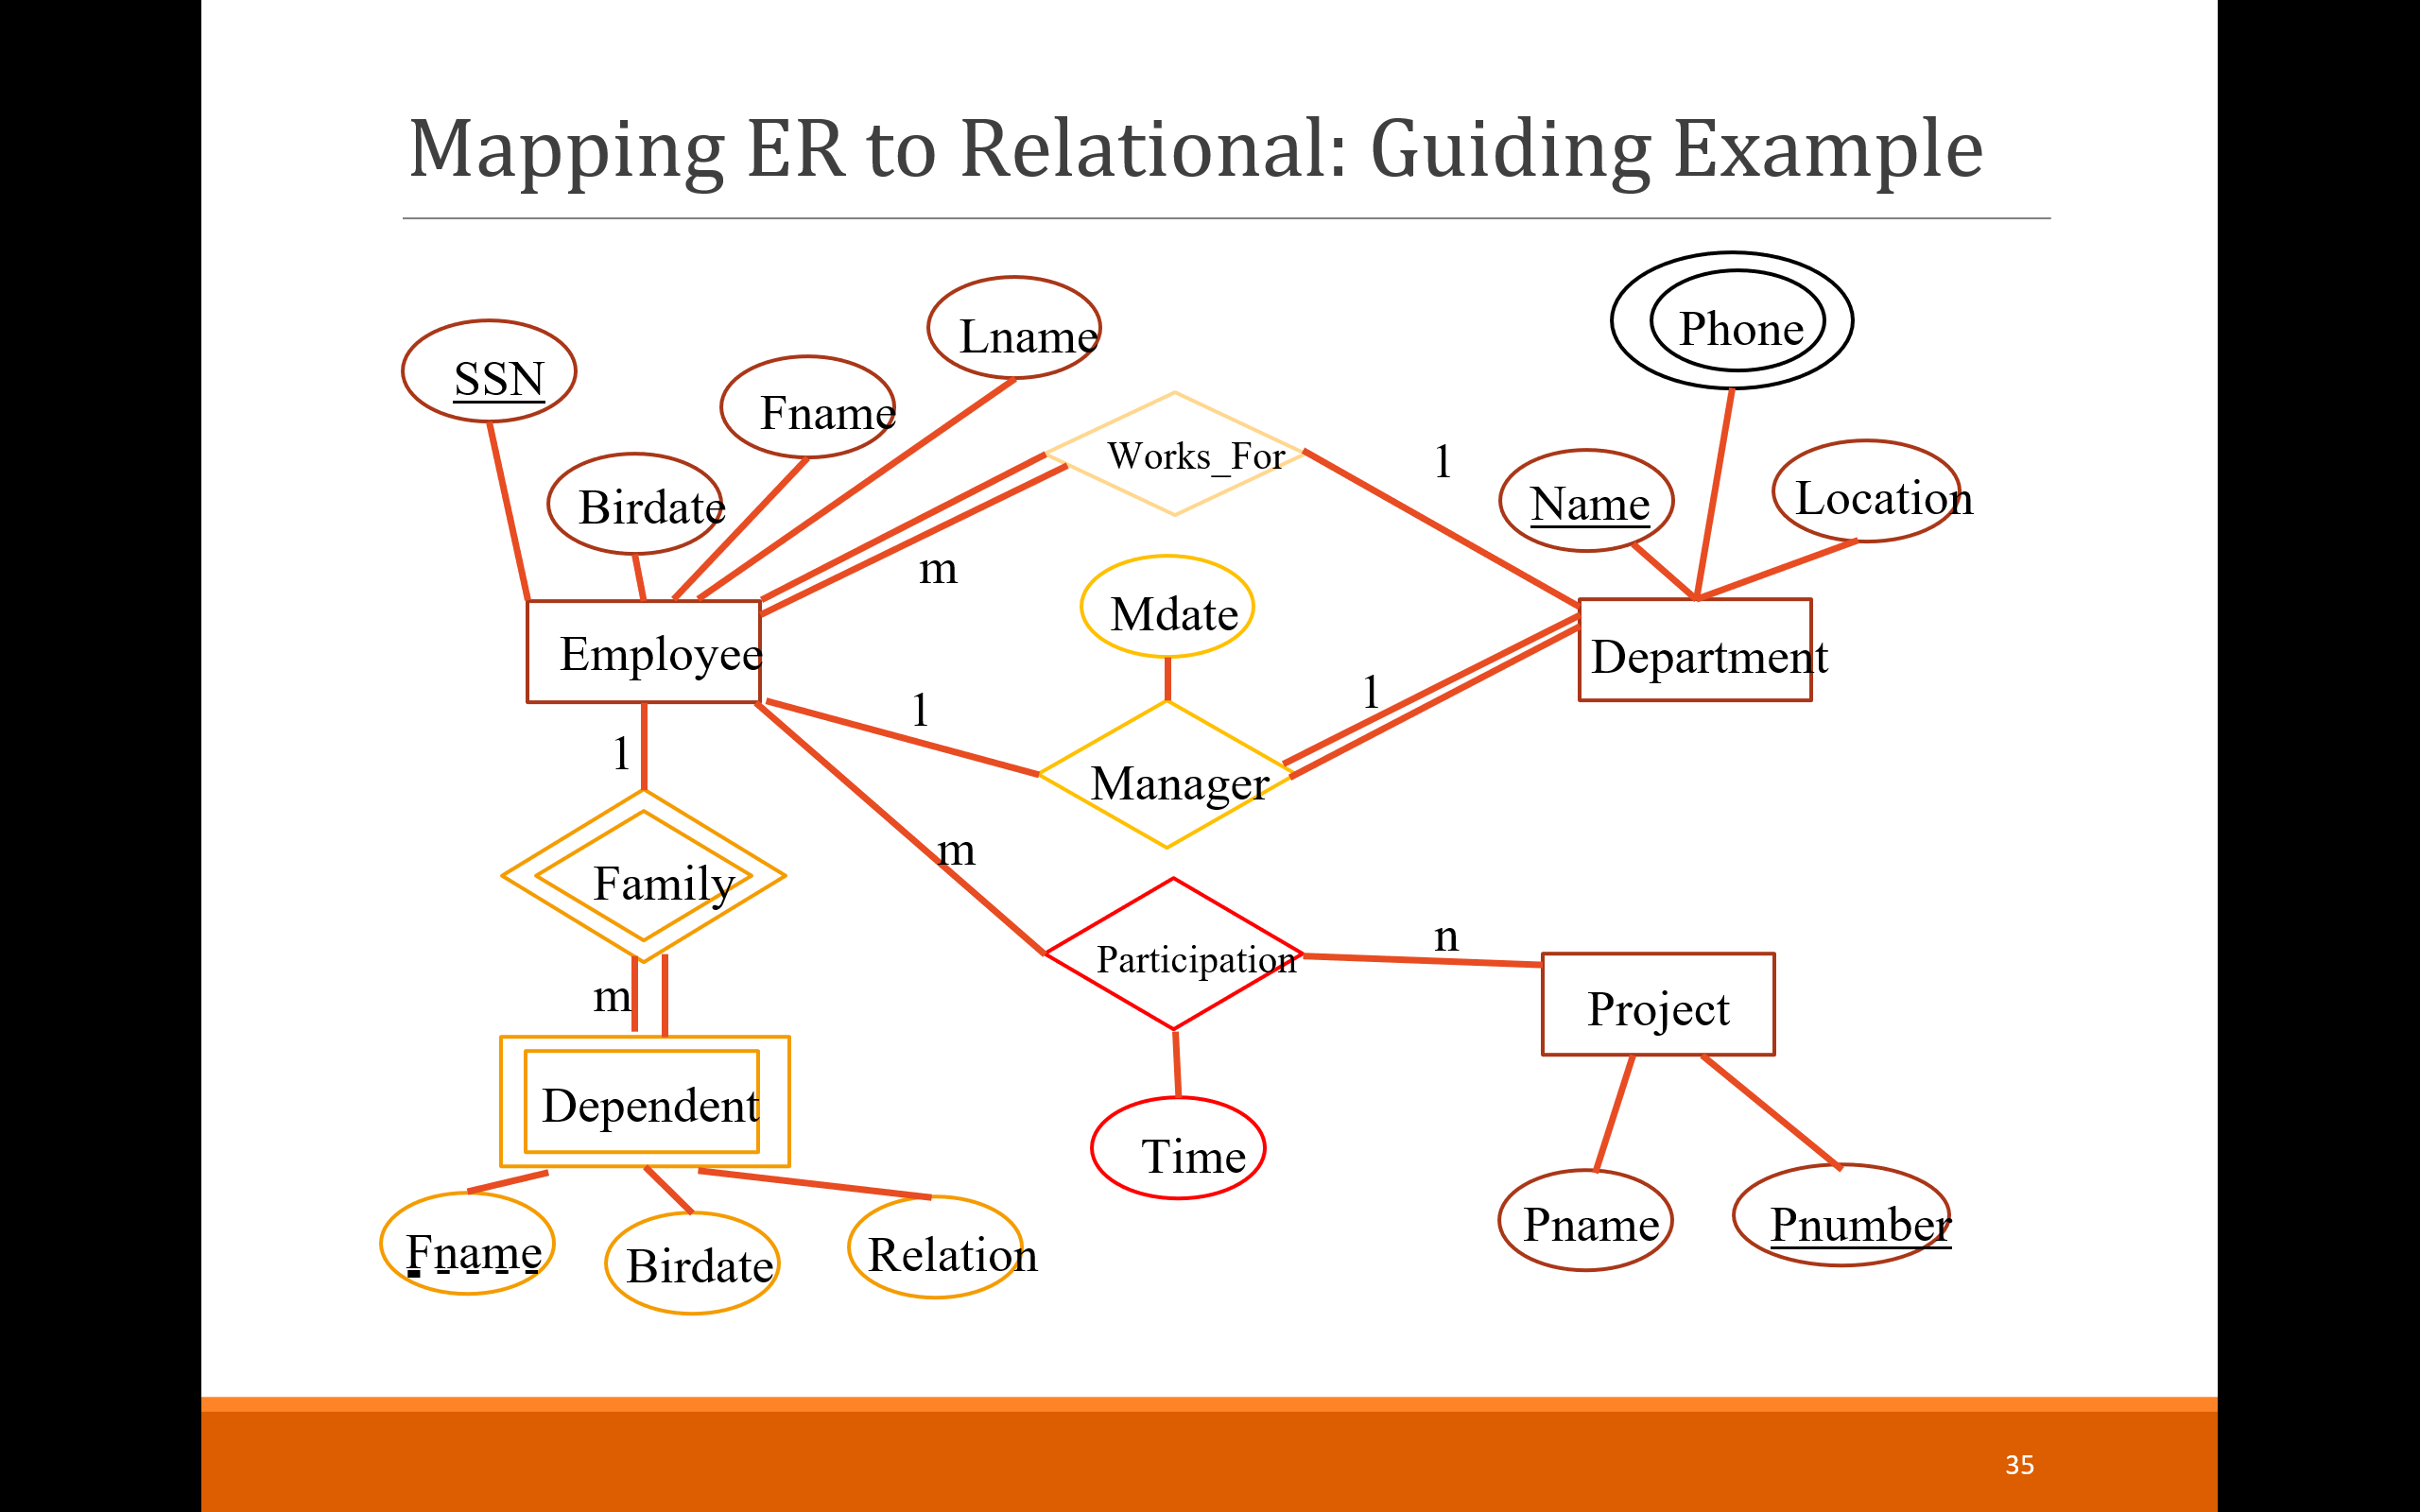 Mapping ER to Relational: Guiding Example
Lname
Phone
SSN
Fname
Works_For
1
Name
Location
Birdate
m
Mdate
Employee
Department
1
1
1
Manager
m
Family
n
Participation
m
Project
Dependent
Time
Fname
Birdate
Relation
Pname
Pnumber
35